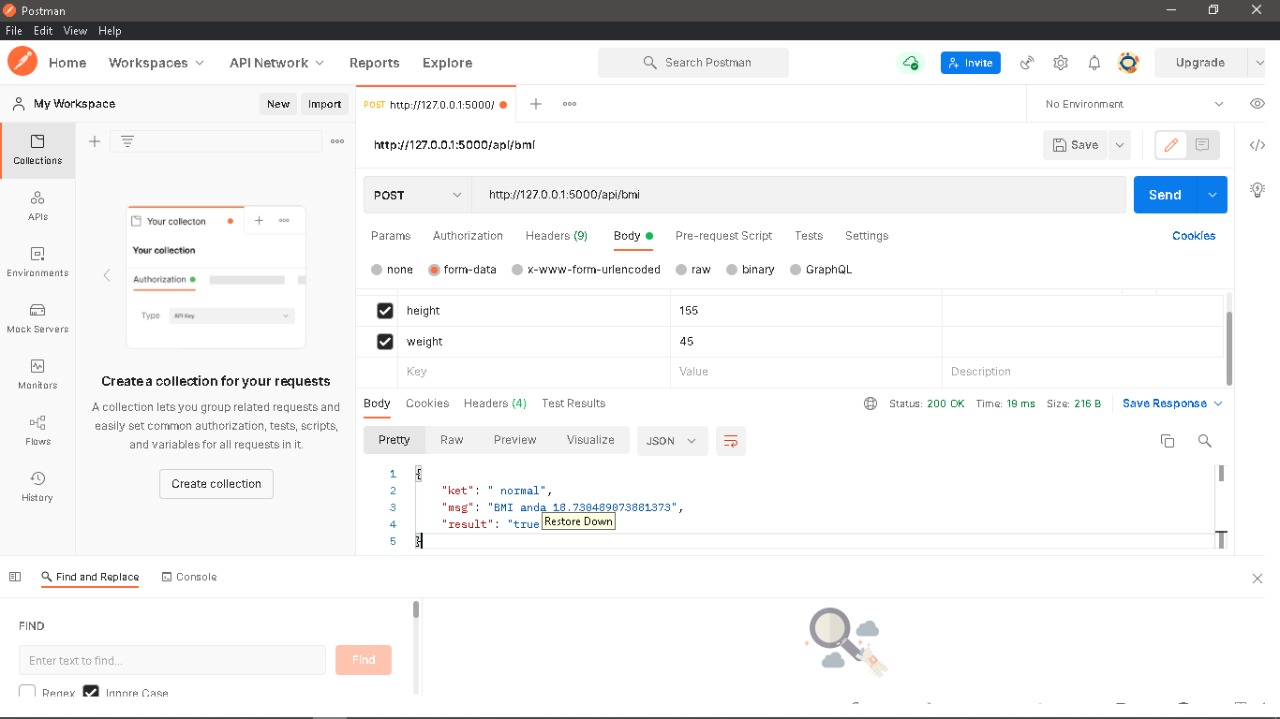 Postman
File Edit View Help
Home Workspaces API Network Reports Explore Search Postman Invite Upgrade
My Workspace New Import POST http://127.0.0.1:5000/ No Environment
Collections
http://127.0.0.1:5000/api/bmi Save
APIs
POST http://127.0.0.1:5000/api/bmi Send
Your collecton
Your collection
Authorization
Type API Key
Params Authorization Headers (9) Body Pre-request Script Tests Settings Cookies
Environments
none form-data x-www-form-urlencoded raw binary GraphQL
Mock Servers
height 155
weight 45
Key Value Description
Monitors
Create a collection for your requests
A collection lets you group related requests and
easily set common authorization, tests, scripts,
and variables for all requests in it.
Create collection
Flows
History
Body Cookies Headers (4) Test Results Status: 200 OK Time: 19 ms Size: 216 B Save Response
Pretty Raw Preview Visualize JSON
1 {
2 "ket": " normal",
3 "msg": "BMI anda 18.730489073881373",
4 "result": "true
Restore Down
5 }
Find and Replace Console
FIND
Enter text to find... Find
Regex Ignore Case